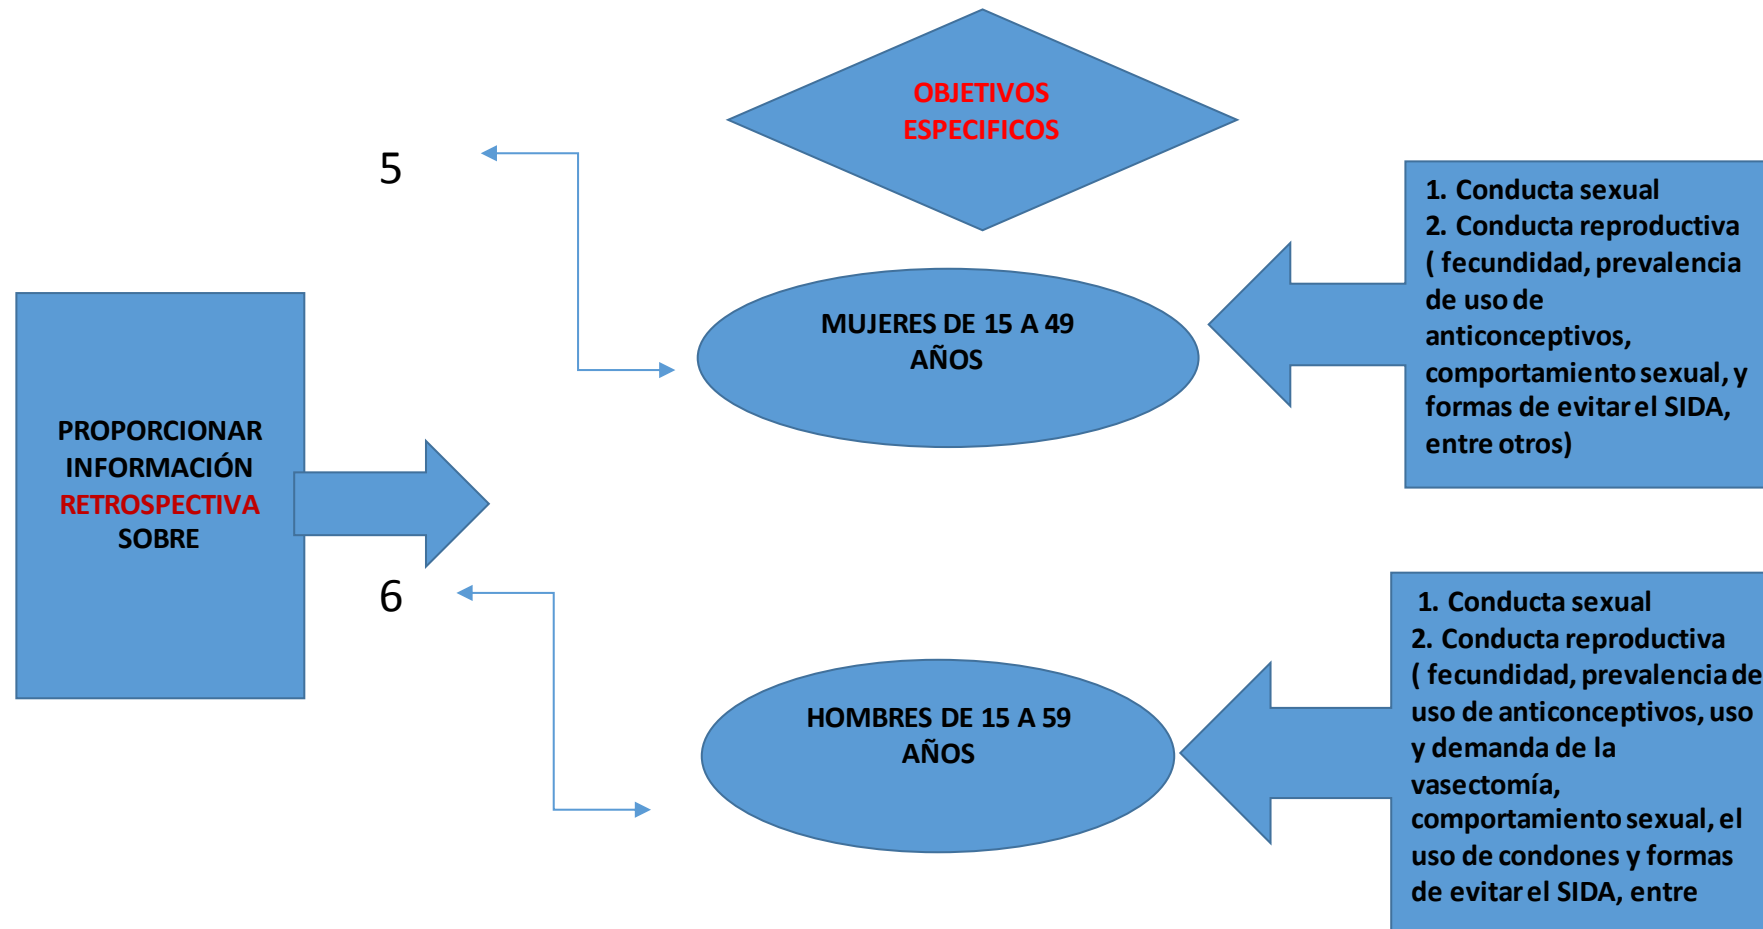 OBJETIVOS
ESPECIFICOS
5
MUJERES DE 15 A 49
AÑOS
1. Conducta sexual
2. Conducta reproductiva
( fecundidad, prevalencia
de uso de
anticonceptivos,
comportamiento sexual, y
formas de evitar el SIDA,
entre otros)
PROPORCIONAR
INFORMACIÓN
RETROSPECTIVA
SOBRE
6
HOMBRES DE 15 A 59
AÑOS
1. Conducta sexual
2. Conducta reproductiva
( fecundidad, prevalencia de
uso de anticonceptivos, uso
y demanda de la
vasectomía,
comportamiento sexual, el
uso de condones y formas
de evitar el SIDA, entre